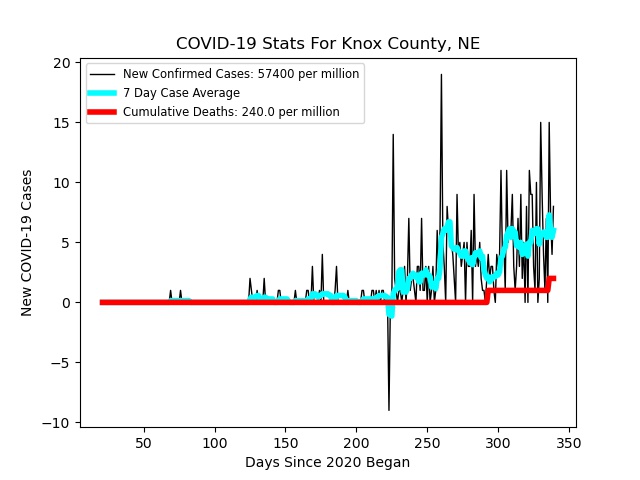 COVID-19 Stats For Knox County, NE
New Confirmed Cases: 57400 per million
7 Day Case Average
Cumulative Deaths: 240.0 per million
New COVID-19 Cases
20
15
10
5
0
−5
−10
50 100 150 200 250 300 350
Days Since 2020 Began